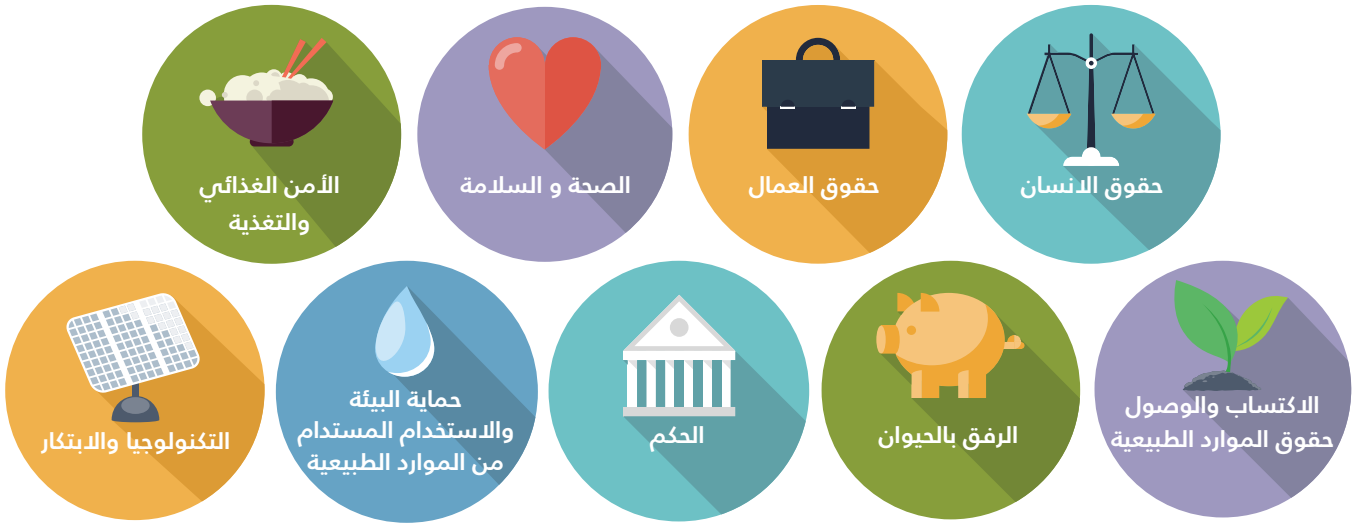 حقوق الانسان
حقوق العمال
الصحة و السلامة
الأمن الغذائي
والتغذية
الاكتساب والوصول
حقوق الموارد الطبيعية
الرفق بالحيوان
الحكم
حماية البيئة
والاستخدام المستدام
من الموارد الطبيعية
التكنولوجيا والابتكار